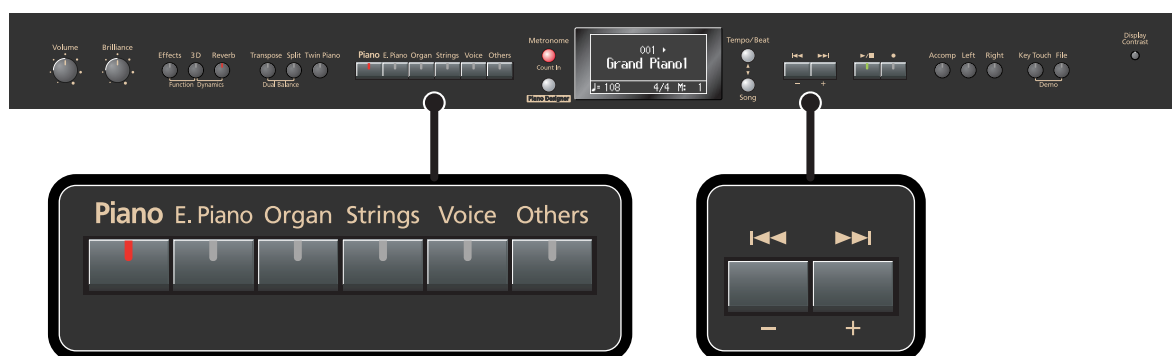 Volume
Brilliance
Effects 3D Reverb
Function Dynamics
Transpose Split Twin Piano
Dual Balance
Piano E. Piano Organ Strings Voice Others
Metronome
Count In
Piano Designer
001
Grand Piano1
♩= 108 4/4 M: 1
Tempo/Beat
Song
− +
Accomp Left Right
Key Touch File
Demo
Display
Contrast
Piano E. Piano Organ Strings Voice Others
− +